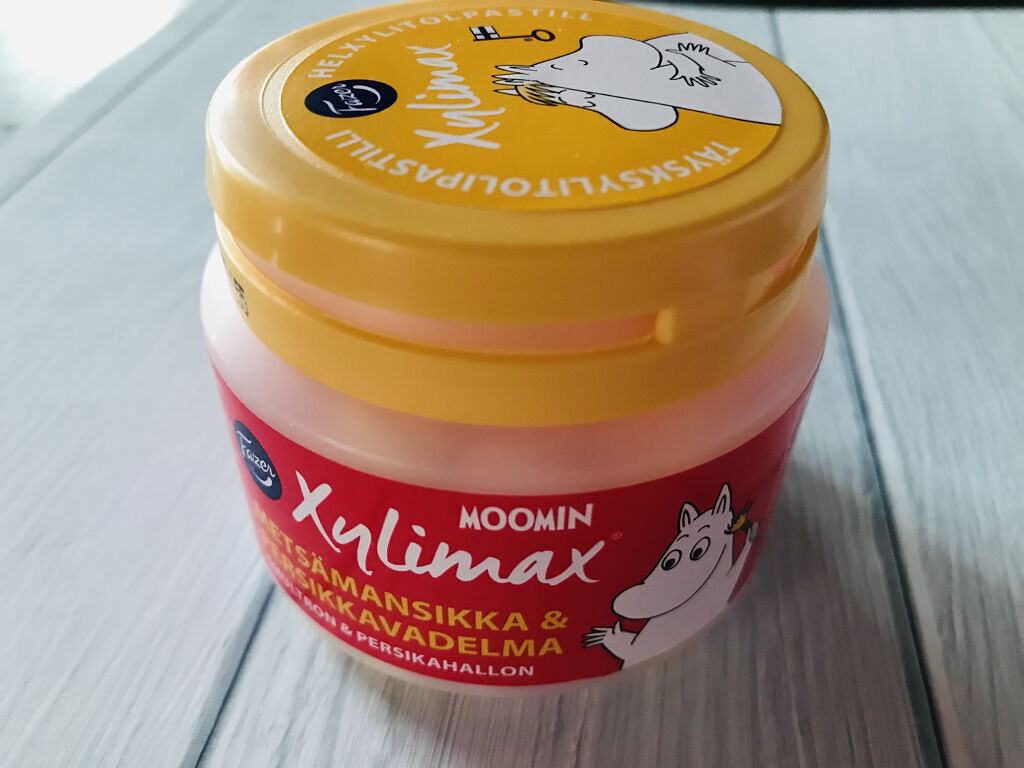 HELXYLITOLPASTILL
Fazer
Xylimax
TÄYSKSYLITOLIPASTILLI
Fazer
MOOMIN
Xylimax®
METSÄMANSIKKA &
PERSIKKAVADELMA
& PERSIKAHALLON